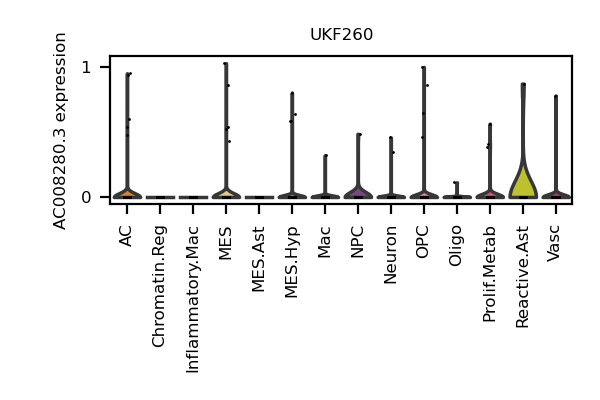 UKF260
AC008280.3 expression
1
0
AC
Chromatin.Reg
Inflammatory.Mac
MES
MES.Ast
MES.Hyp
Mac
NPC
Neuron
OPC
Oligo
Prolif.Metab
Reactive.Ast
Vasc